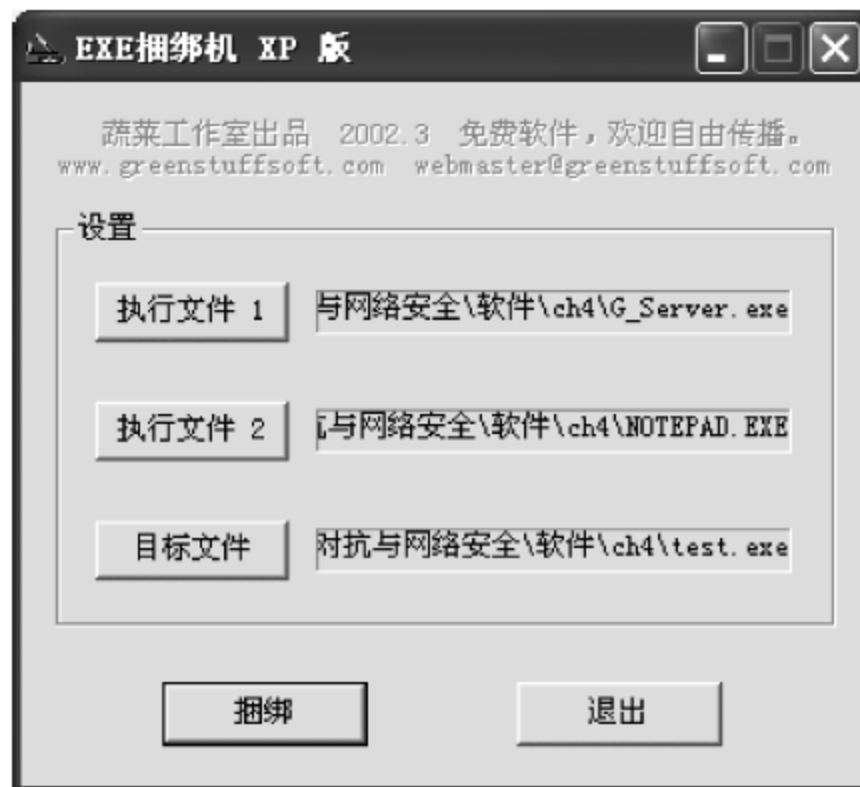 EXE捆绑机 XP 版
蔬菜工作室出品 2002.3 免费软件，欢迎自由传播。
www.greenstuffsoft.com webmaster@greenstuffsoft.com
设置
执行文件 1
与网络安全\软件\ch4\G_Server.exe
执行文件 2
与网络安全\软件\ch4\NOTEPAD.EXE
目标文件
对抗与网络安全\软件\ch4\test.exe
捆绑
退出